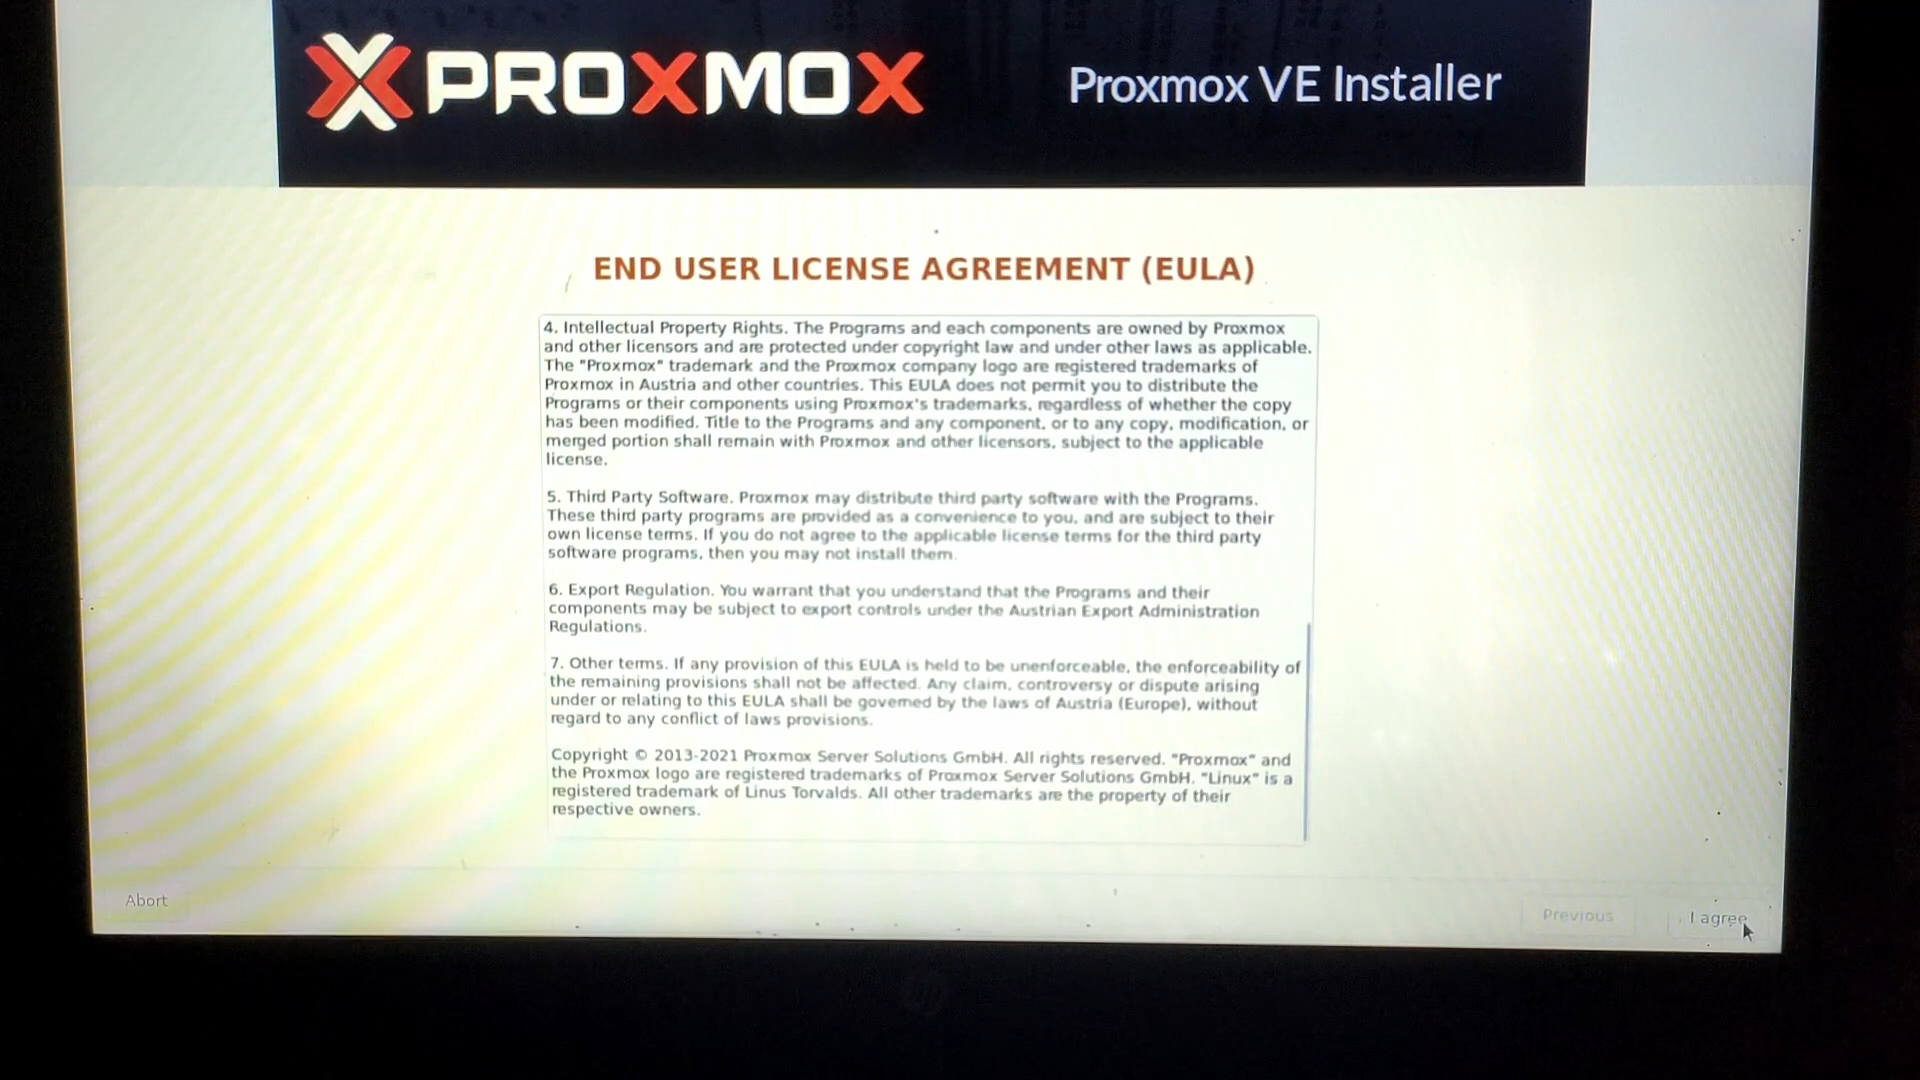 PROXMOX
Proxmox VE Installer
END USER LICENSE AGREEMENT (EULA)
4. Intellectual Property Rights. The Programs and each components are owned by Proxmox
and other licensors and are protected under copyright law and under other laws as applicable.
The "Proxmox" trademark and the Proxmox company logo are registered trademarks of
Proxmox in Austria and other countries. This EULA does not permit you to distribute the
Programs or their components using Proxmox's trademarks, regardless of whether the copy
has been modified. Title to the Programs and any component, or to any copy, modification, or
merged portion shall remain with Proxmox and other licensors, subject to the applicable
license.
5. Third Party Software. Proxmox may distribute third party software with the Programs.
These third party programs are provided as a convenience to you, and are subject to their
own license terms. If you do not agree to the applicable license terms for the third party
software programs, then you may not install them.
6. Export Regulation. You warrant that you understand that the Programs and their
components may be subject to export controls under the Austrian Export Administration
Regulations.
7. Other terms. If any provision of this EULA is held to be unenforceable, the enforceability of
the remaining provisions shall not be affected. Any claim, controversy or dispute arising
under or relating to this EULA shall be governed by the laws of Austria (Europe), without
regard to any conflict of laws provisions.
Copyright © 2013-2021 Proxmox Server Solutions GmbH. All rights reserved. "Proxmox" and
the Proxmox logo are registered trademarks of Proxmox Server Solutions GmbH. "Linux" is a
registered trademark of Linus Torvalds. All other trademarks are the property of their
respective owners.
Abort
Previous
I agree
hp